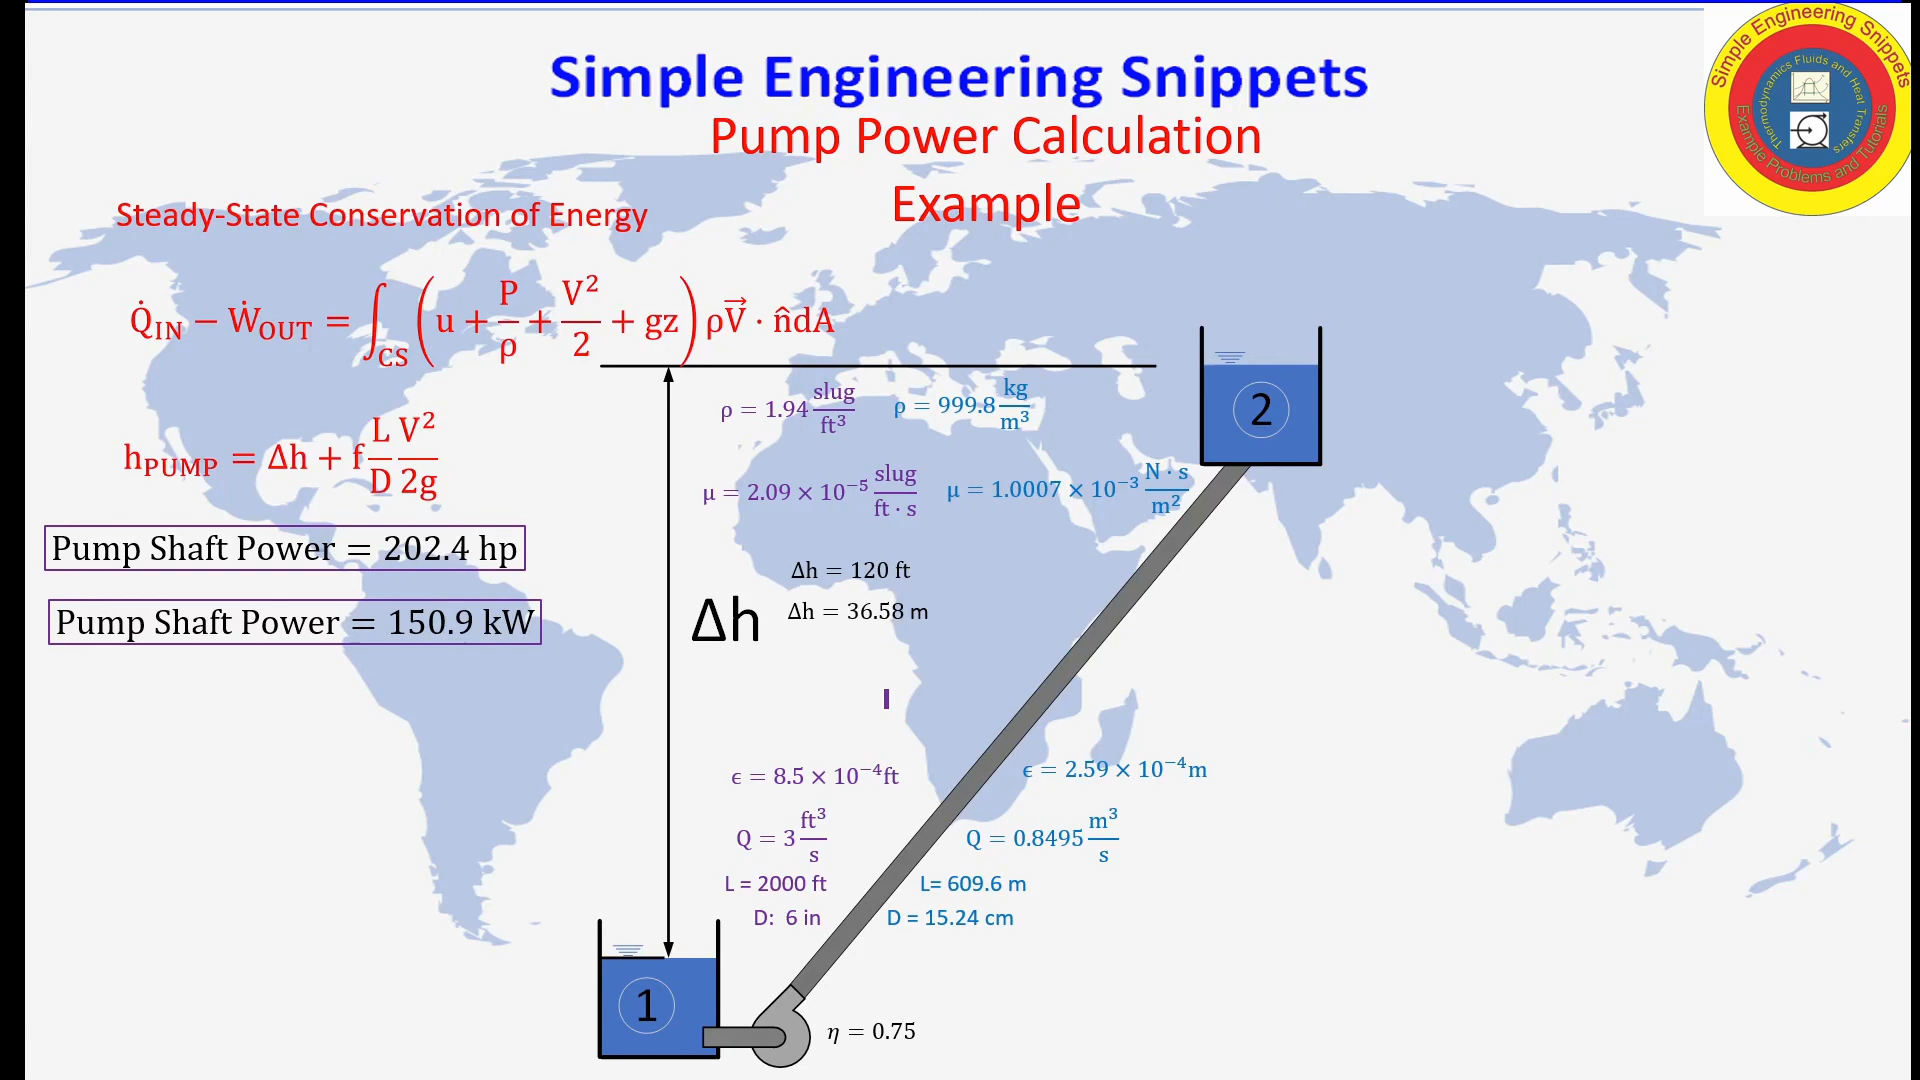 Simple Engineering Snippets
Pump Power Calculation
Example
Simple Engineering Snippets
Example Problems and Tutorials
Thermodynamics Fluids and Heat Transfers
Steady-State Conservation of Energy
Q̇_IN − Ẇ_OUT = ∫_CS (u + P/ρ + V²/2 + gz) ρV⃗ · n̂dA
h_PUMP = Δh + f L/D V²/2g
Pump Shaft Power = 202.4 hp
Pump Shaft Power = 150.9 kW
ρ = 1.94 slug/ft³
ρ = 999.8 kg/m³
μ = 2.09 × 10⁻⁵ slug/ft · s
μ = 1.0007 × 10⁻³ N · s/m²
Δh = 120 ft
Δh
Δh = 36.58 m
ϵ = 8.5 × 10⁻⁴ft
ϵ = 2.59 × 10⁻⁴m
Q = 3 ft³/s
Q = 0.8495 m³/s
L = 2000 ft
L= 609.6 m
D: 6 in
D = 15.24 cm
2
1
η = 0.75